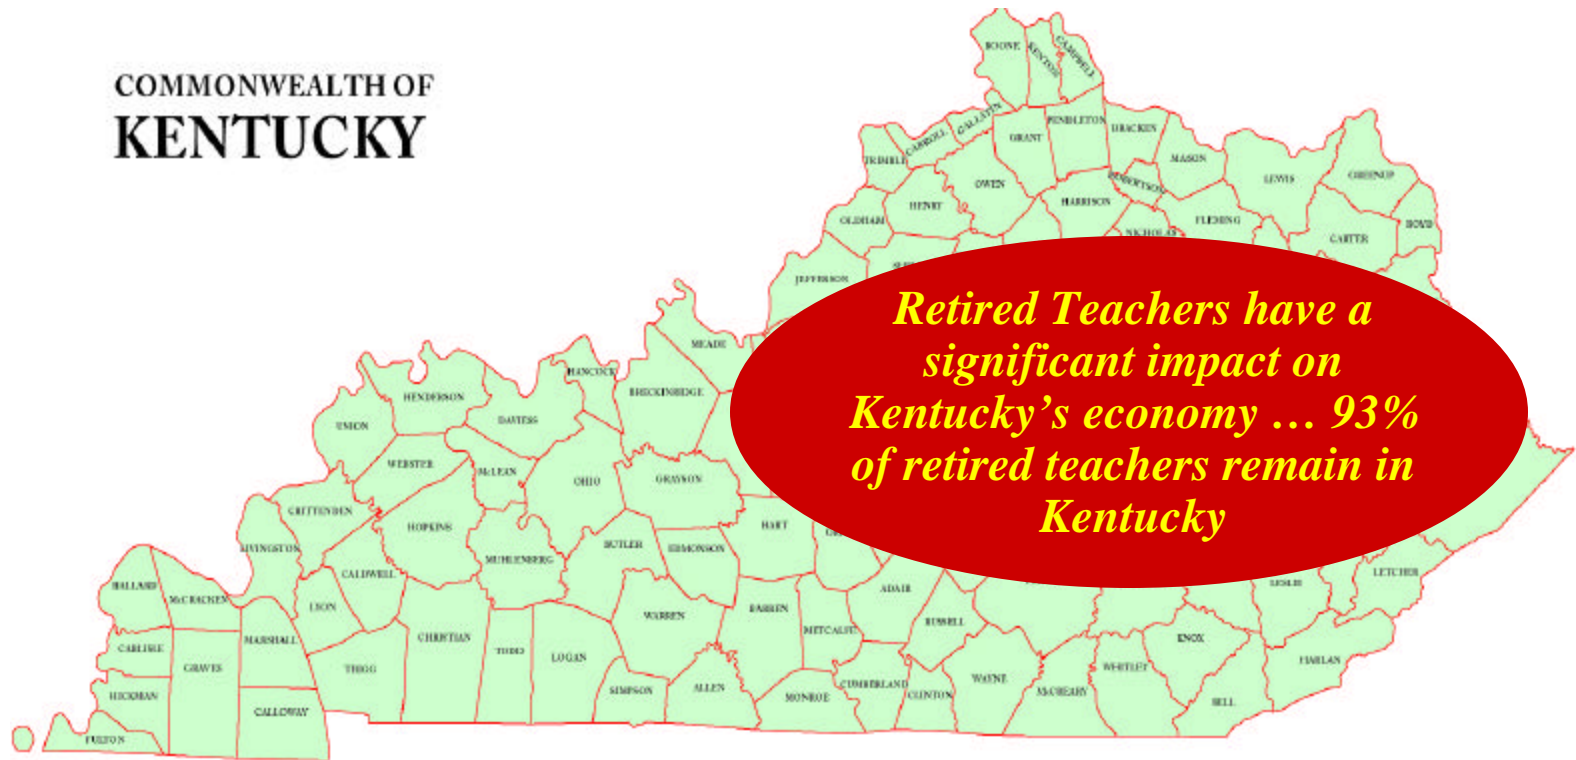 COMMONWEALTH OF
KENTUCKY
BOONE
KENTON
CAMPBELL
GALLATIN
CARROLL
TRIMBLE
GRANT
PENDLETON
BRACKEN
MASON
LEWIS
GREENUP
OWEN
ROBERTSON
HENRY
HARRISON
OLDHAM
FLEMING
BOYD
NICHOLAS
CARTER
JEFFERSON
Retired Teachers have a
significant impact on
Kentucky’s economy … 93%
of retired teachers remain in
Kentucky
MEADE
HANCOCK
BRECKINRIDGE
HENDERSON
DAVIESS
UNION
WEBSTER
McLEAN
OHIO
GRAYSON
CRITTENDEN
HOPKINS
HART
LIVINGSTON
BUTLER
EDMONSON
MUHLENBERG
CALDWELL
BALLARD
McCRACKEN
LYON
ADAIR
LESLIE
LETCHER
BARREN
WARREN
METCALFE
RUSSELL
MARSHALL
CHRISTIAN
KNOX
CARLISLE
GRAVES
TRIGG
TODD
LOGAN
WHITLEY
HARLAN
HICKMAN
SIMPSON
ALLEN
MONROE
CUMBERLAND
CLINTON
WAYNE
McCREARY
BELL
CALLOWAY
FULTON